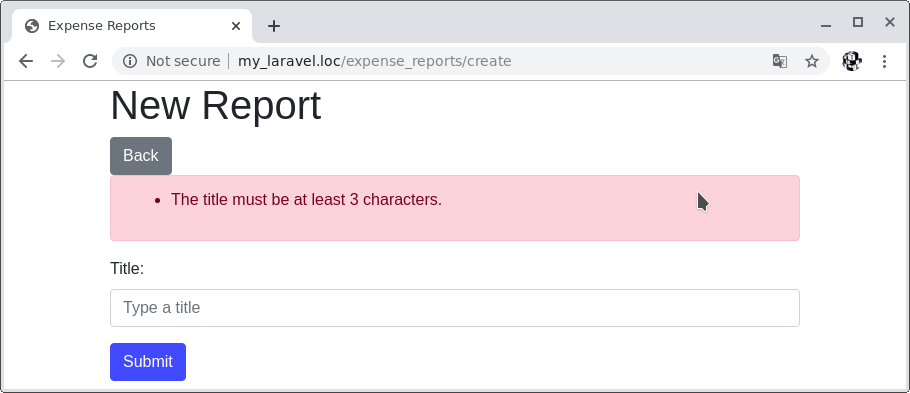 Expense Reports
Not secure | my_laravel.loc/expense_reports/create
New Report
Back
The title must be at least 3 characters.
Title:
Type a title
Submit